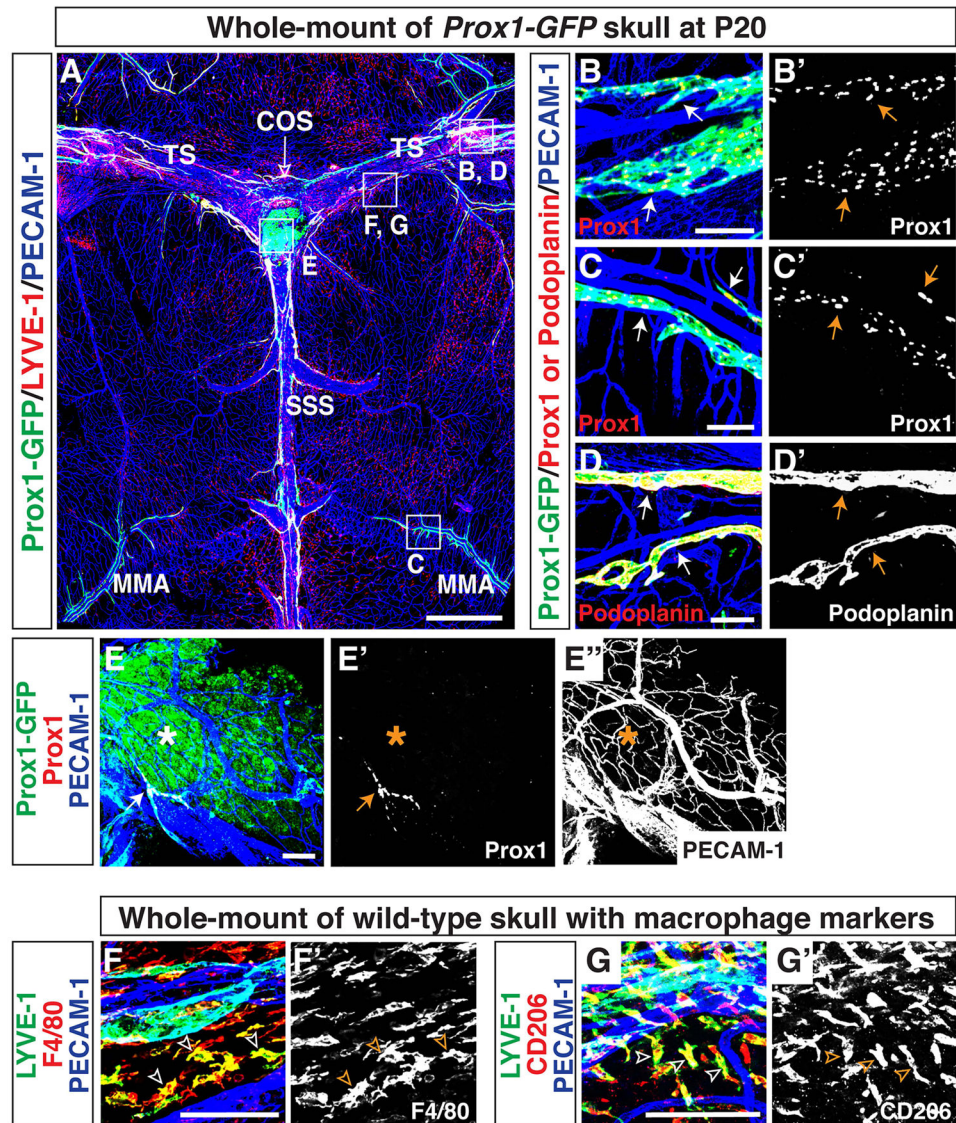 Whole-mount of Prox1-GFP skull at P20
Prox1-GFP/LYVE-1/PECAM-1
A
COS
TS
TS
B, D
F, G
E
SSS
C
MMA
MMA
Prox1-GFP/Prox1 or Podoplanin/PECAM-1
B
Prox1
B'
Prox1
C
Prox1
C'
Prox1
D
Podoplanin
D'
Podoplanin
Prox1-GFP
Prox1
PECAM-1
E
*
E'
*
Prox1
E''
*
PECAM-1
Whole-mount of wild-type skull with macrophage markers
LYVE-1
F4/80
PECAM-1
F
F'
F4/80
LYVE-1
CD206
PECAM-1
G
G'
CD206